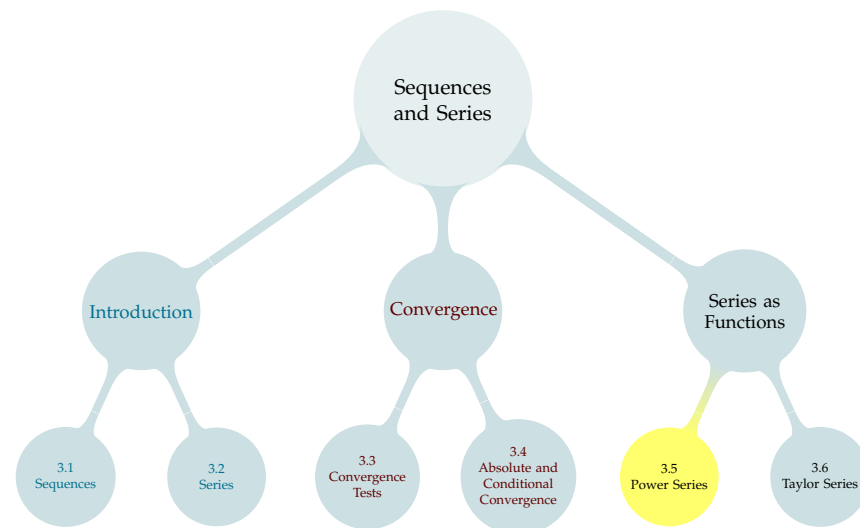 Sequences
and Series
Introduction
Convergence
Series as
Functions
3.1
Sequences
3.2
Series
3.3
Convergence
Tests
3.4
Absolute and
Conditional
Convergence
3.5
Power Series
3.6
Taylor Series